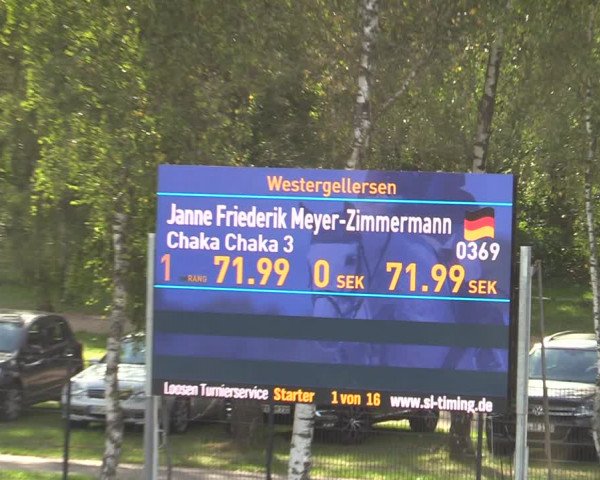 Westergellersen
Janne Friederik Meyer-Zimmermann
Chaka Chaka 3
0369
1 RANG 71.99 0 SEK 71.99 SEK
Loosen Turnierservice Starter 1 von 16 www.sl-timing.de